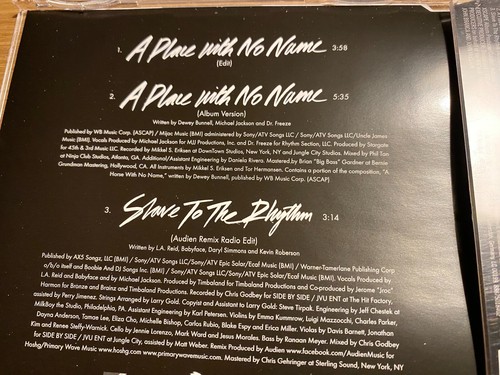 1. A Place with No Name 3:58
(Edit)
2. A Place with No Name 5:35
(Album Version)
Written by Dewey Bunnell, Michael Jackson and Dr. Freeze
Published by WB Music Corp. (ASCAP) / Mijac Music (BMI) administered by Sony/ATV Songs LLC / Sony/ATV Songs LLC/Uncle James
Music (BMI). Vocals Produced by Michael Jackson for MJJ Productions, Inc. and Dr. Freeze for Rhythm Section, LLC. Produced by Stargate
for 45th & 3rd Music LLC. Recorded by Mikkel S. Eriksen at Downtown Studios, New York, NY and Jungle City Studios. Mixed by Phil Tan
at Ninja Club Studios, Atlanta, GA. Additional/Assistant Engineering by Daniela Rivera. Mastered by Brian "Big Bass" Gardner at Bernie
Grundman Mastering, Hollywood, CA. All Instruments by Mikkel S. Eriksen and Tor Hermansen. Contains a portion of the composition, "A
Horse With No Name," written by Dewey Bunnell, published by WB Music Corp. (ASCAP)
3. Slave To The Rhythm 3:14
(Audien Remix Radio Edit)
Written by L.A. Reid, Babyface, Daryl Simmons and Kevin Roberson
Published by AKS Songz, LLC (BMI) / Sony/ATV Songs LLC/Sony/ATV Epic Solar/Ecaf Music (BMI) / Warner-Tamerlane Publishing Corp
o/b/o itself and Boobie And DJ Songs Inc. (BMI) / Sony/ATV Songs LLC/Sony/ATV Epic Solar/Ecaf Music (BMI). Vocals Produced by
L.A. Reid and Babyface and by Michael Jackson. Produced by Timbaland for Timbaland Productions and Co-produced by Jerome "Jroc"
Harmon for Bronze and Brainz and Timbaland Productions. Recorded by Chris Godbey for SIDE BY SIDE / JVU ENT at The Hit Factory,
assisted by Perry Jimenez. Strings Arranged by Larry Gold. Copyist and Assistant to Larry Gold: Steve Tirpak. Engineering by Jeff Chestek at
MilkBoy the Studio, Philadelphia, PA. Assistant Engineering by Karl Petersen. Violins by Emma Kummrow, Luigi Mazzocchi, Charles Parker,
Dayna Anderson, Tamae Lee, Eliza Cho, Michelle Bishop, Carlos Rubio, Blake Espy and Erica Miller. Violas by Davis Barnett, Jonathan
Kim and Renee Steffy-Warnick. Cello by Jennie Lorenzo, Mark Ward and Jesus Morales. Bass by Ranaan Meyer. Mixed by Chris Godbey
for SIDE BY SIDE / JVU ENT at Jungle City, assisted by Matt Weber. Remix Produced by Audien www.facebook.com/AudienMusic for
Hoshg/Primary Wave Music www.hoshg.com www.primarywavemusic.com. Mastered by Chris Gehringer at Sterling Sound, New York, NY